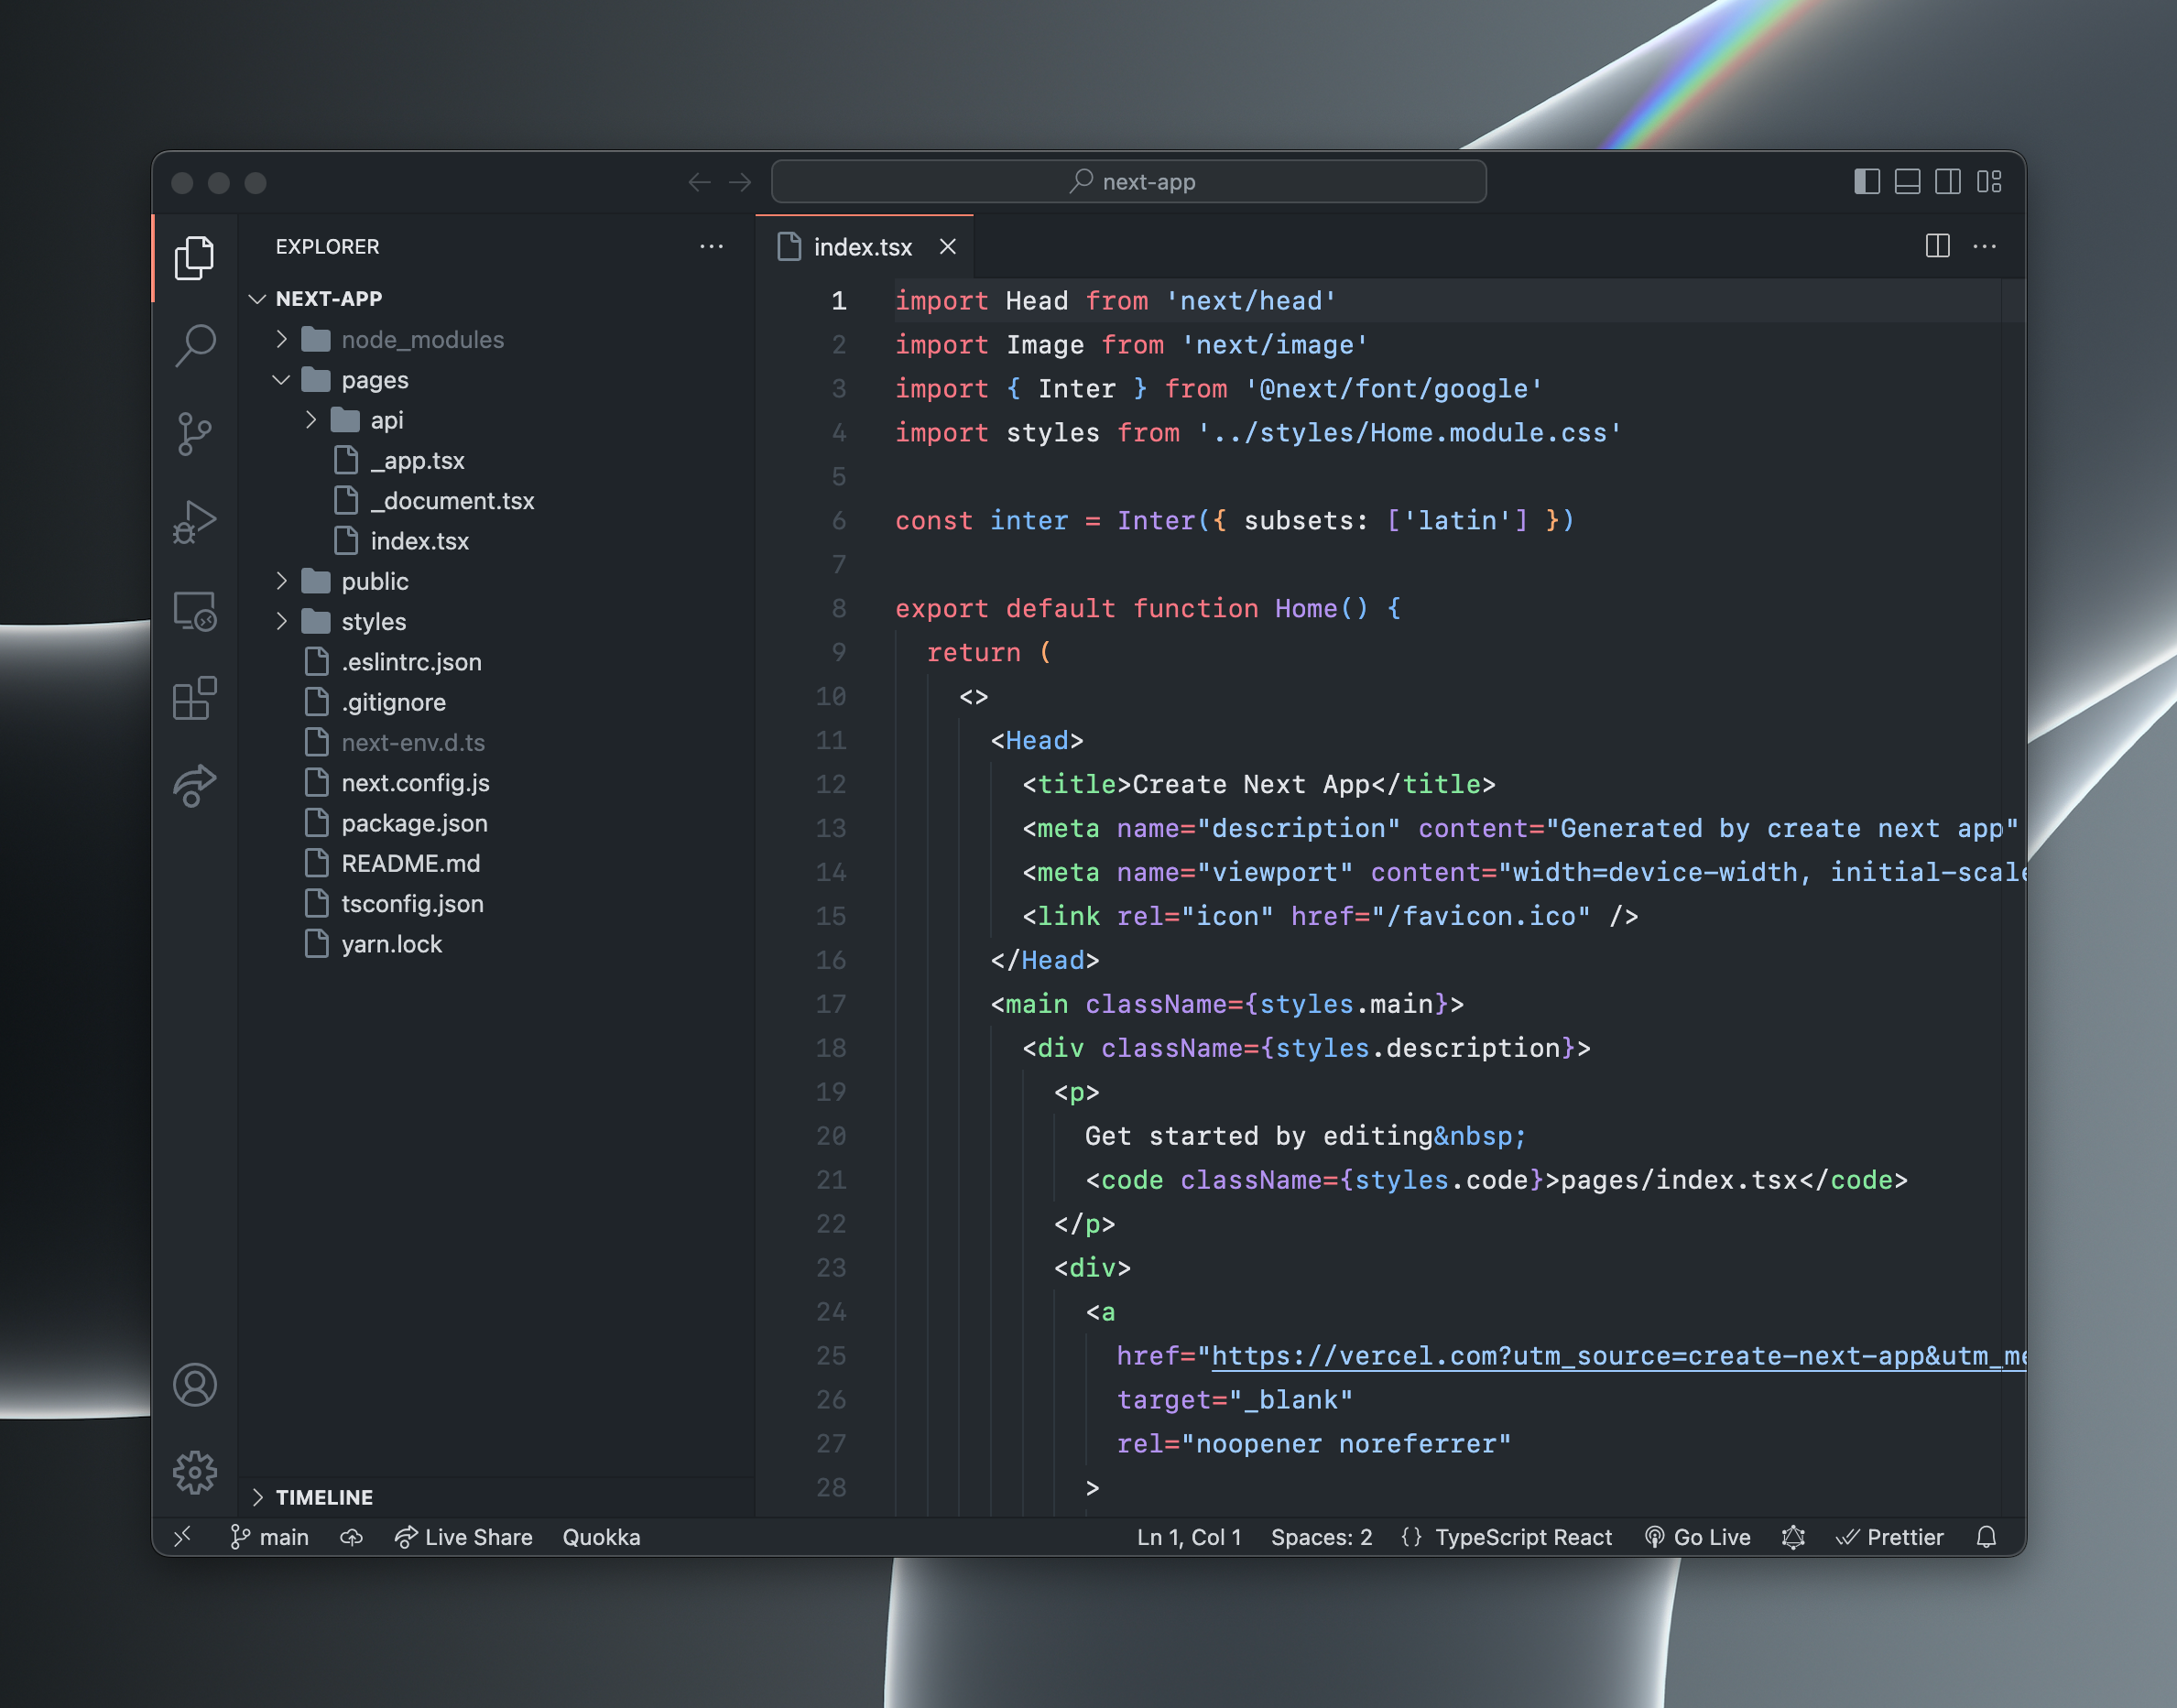 next-app
EXPLORER
NEXT-APP
node_modules
pages
api
_app.tsx
_document.tsx
index.tsx
public
styles
.eslintrc.json
.gitignore
next-env.d.ts
next.config.js
package.json
README.md
tsconfig.json
yarn.lock
TIMELINE
index.tsx
1 import Head from 'next/head'
2 import Image from 'next/image'
3 import { Inter } from '@next/font/google'
4 import styles from '../styles/Home.module.css'
5
6 const inter = Inter({ subsets: ['latin'] })
7
8 export default function Home() {
9 return (
10 <>
11 <Head>
12 <title>Create Next App</title>
13 <meta name="description" content="Generated by create next app"
14 <meta name="viewport" content="width=device-width, initial-scale
15 <link rel="icon" href="/favicon.ico" />
16 </Head>
17 <main className={styles.main}>
18 <div className={styles.description}>
19 <p>
20 Get started by editing&nbsp;
21 <code className={styles.code}>pages/index.tsx</code>
22 </p>
23 <div>
24 <a
25 href="https://vercel.com?utm_source=create-next-app&utm_me
26 target="_blank"
27 rel="noopener noreferrer"
28 >
main Live Share Quokka Ln 1, Col 1 Spaces: 2 {} TypeScript React Go Live Prettier